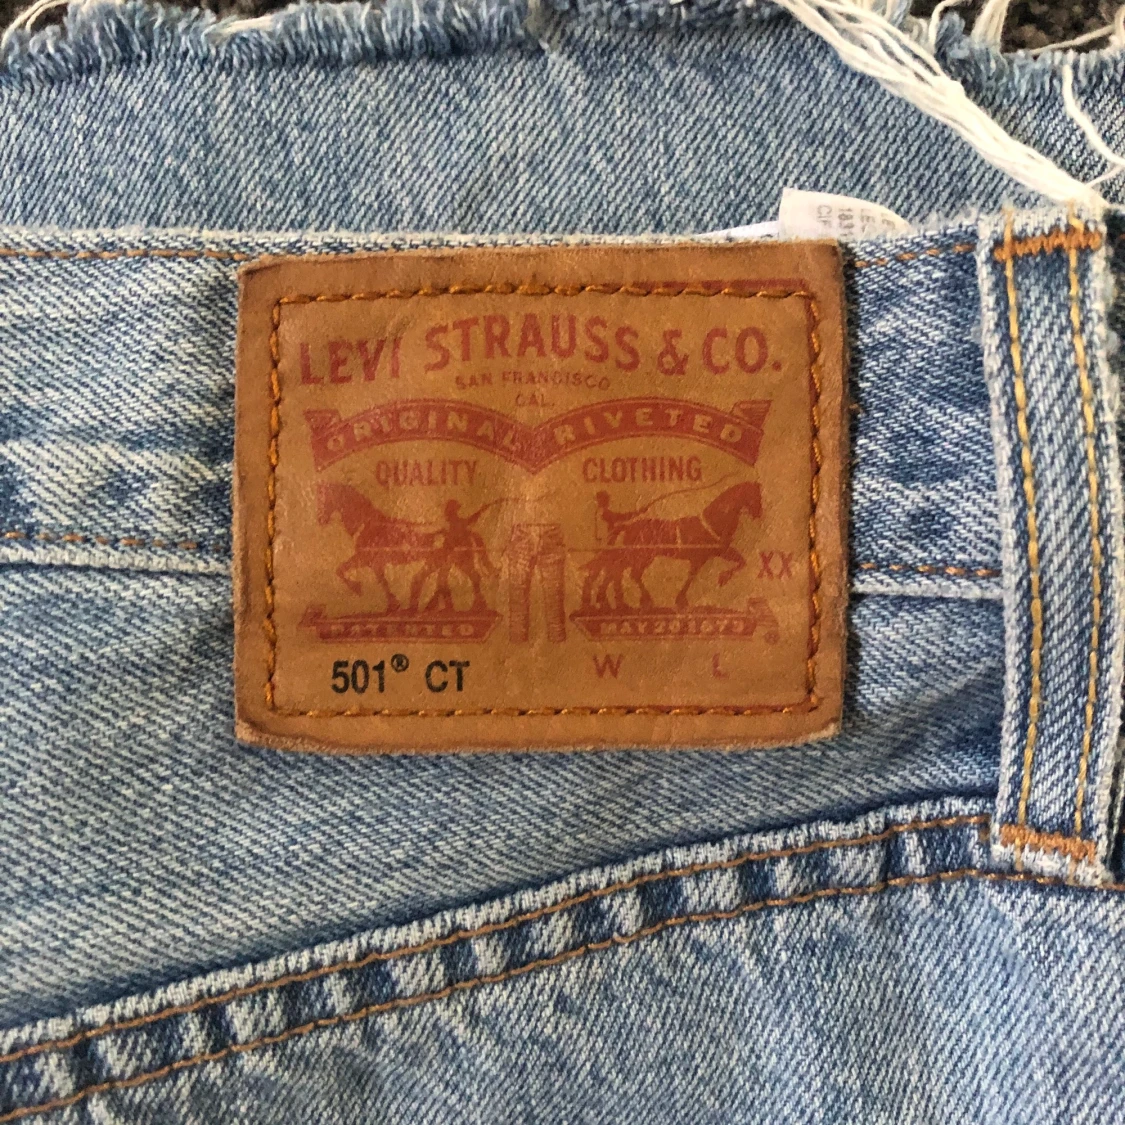 LEVI STRAUSS & CO.
SAN FRANCISCO
CAL.
ORIGINAL RIVETED
QUALITY CLOTHING
XX
PATENTED MAY 20 1873
501® CT W L